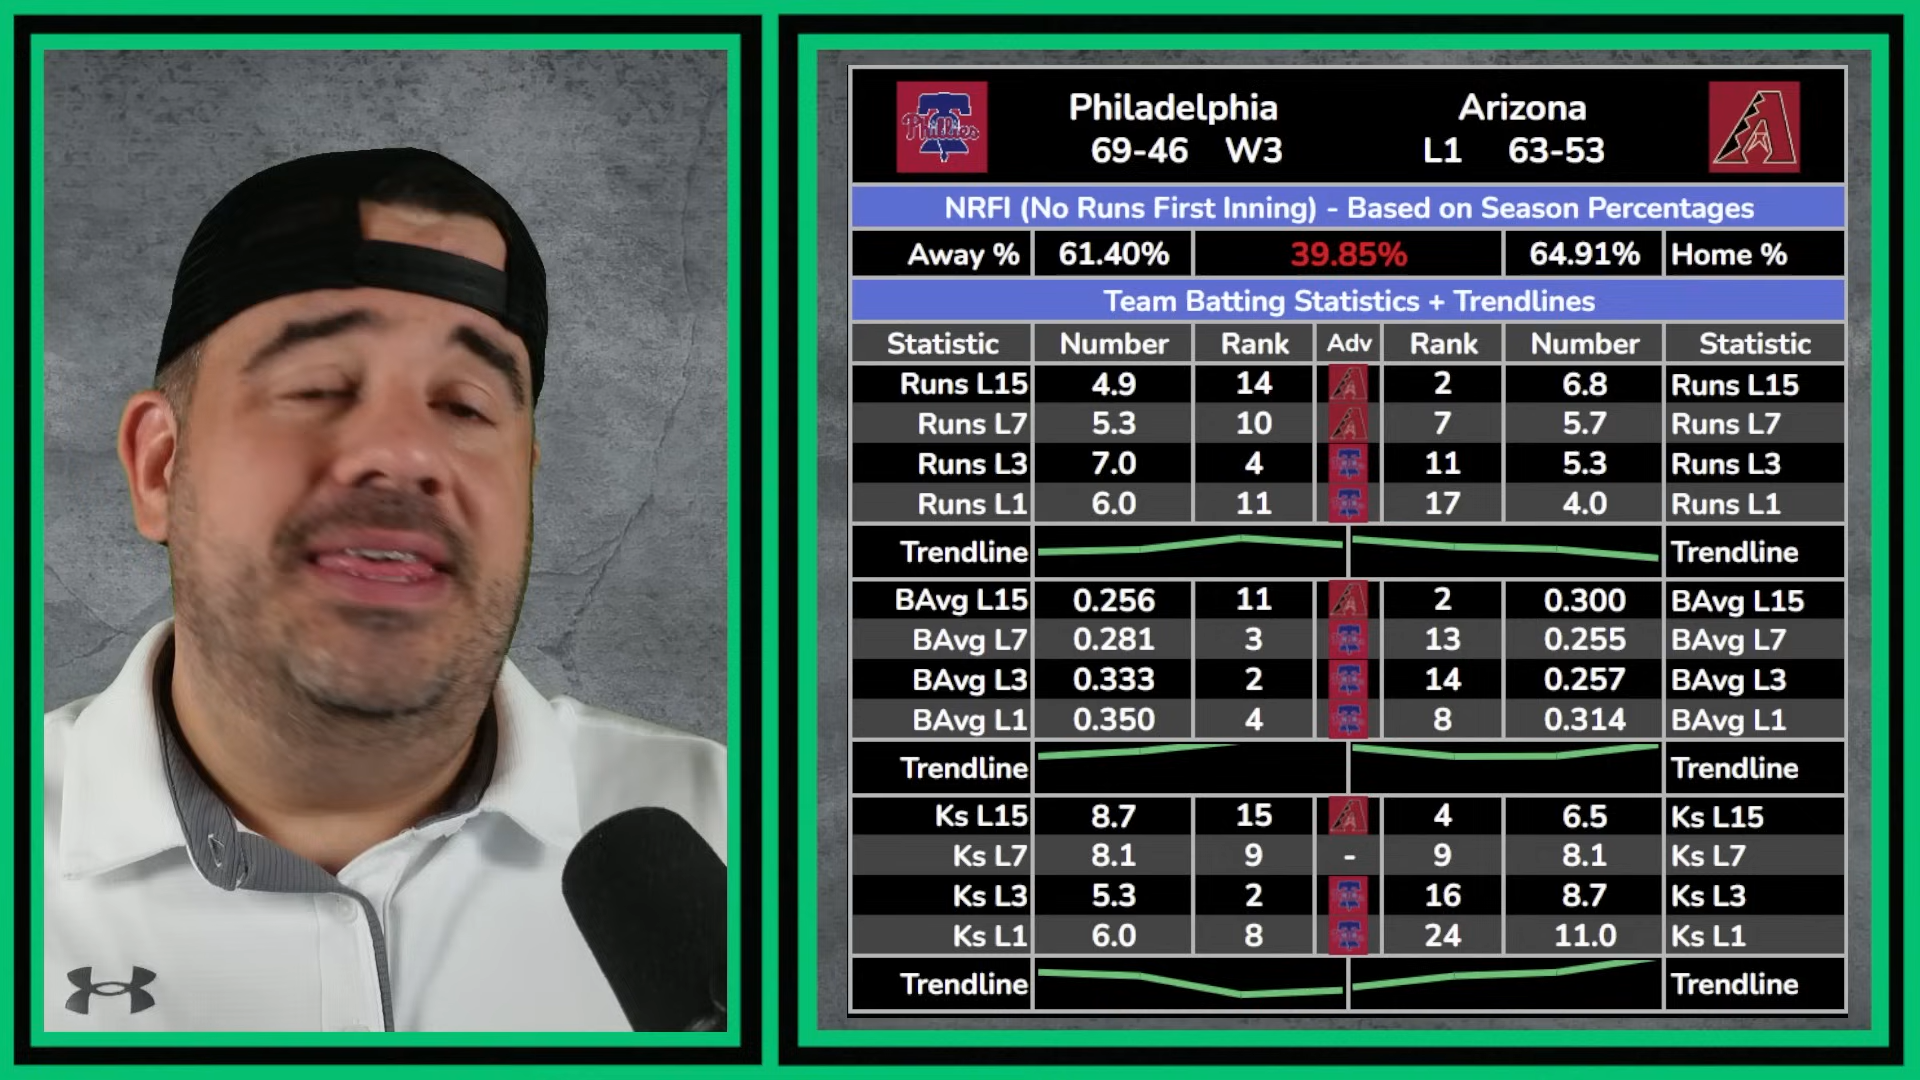 Phillies
Philadelphia
Arizona
69-46 W3
L1 63-53
NRFI (No Runs First Inning) - Based on Season Percentages
Away % 61.40% 39.85% 64.91% Home %
Team Batting Statistics + Trendlines
Statistic Number Rank Adv Rank Number Statistic
Runs L15 4.9 14 2 6.8 Runs L15
Runs L7 5.3 10 7 5.7 Runs L7
Runs L3 7.0 4 11 5.3 Runs L3
Runs L1 6.0 11 17 4.0 Runs L1
Trendline Trendline
BAvg L15 0.256 11 2 0.300 BAvg L15
BAvg L7 0.281 3 13 0.255 BAvg L7
BAvg L3 0.333 2 14 0.257 BAvg L3
BAvg L1 0.350 4 8 0.314 BAvg L1
Trendline Trendline
Ks L15 8.7 15 4 6.5 Ks L15
Ks L7 8.1 9 - 9 8.1 Ks L7
Ks L3 5.3 2 16 8.7 Ks L3
Ks L1 6.0 8 24 11.0 Ks L1
Trendline Trendline